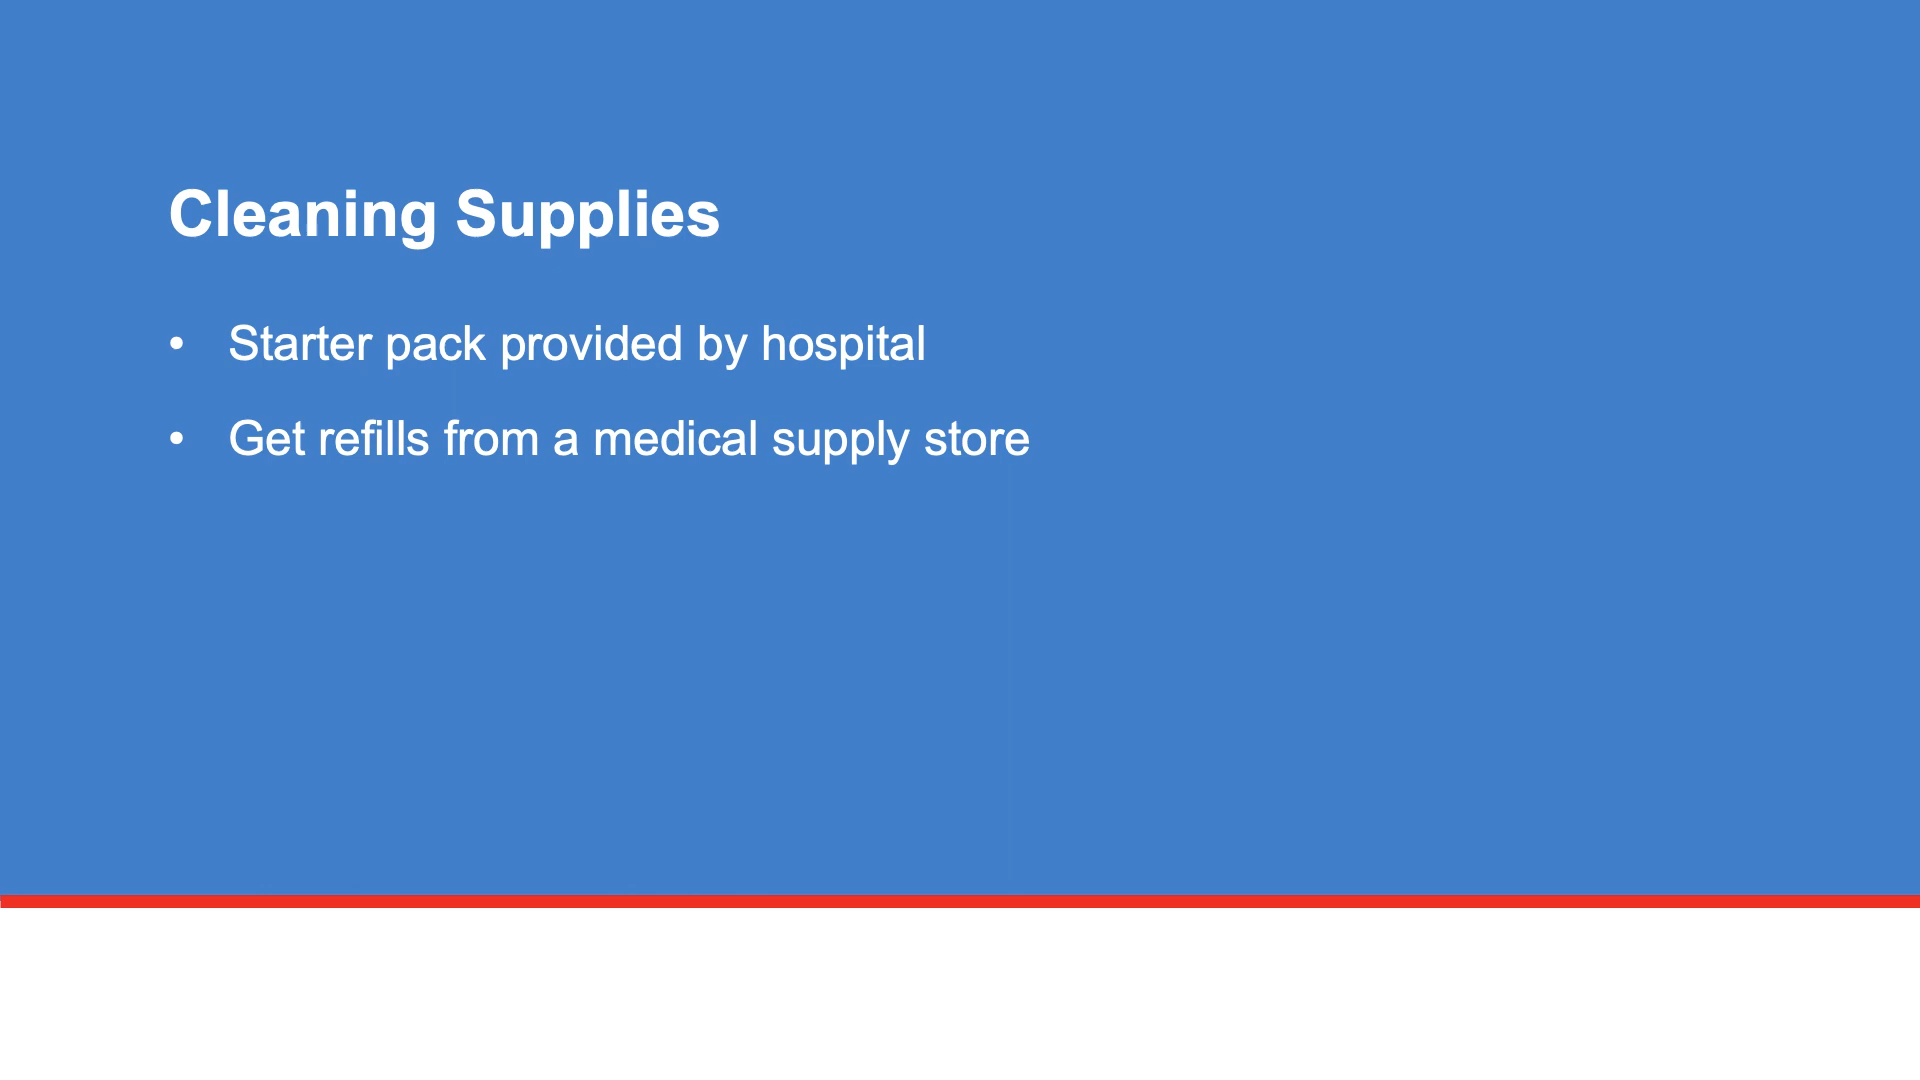 Cleaning Supplies
• Starter pack provided by hospital
• Get refills from a medical supply store